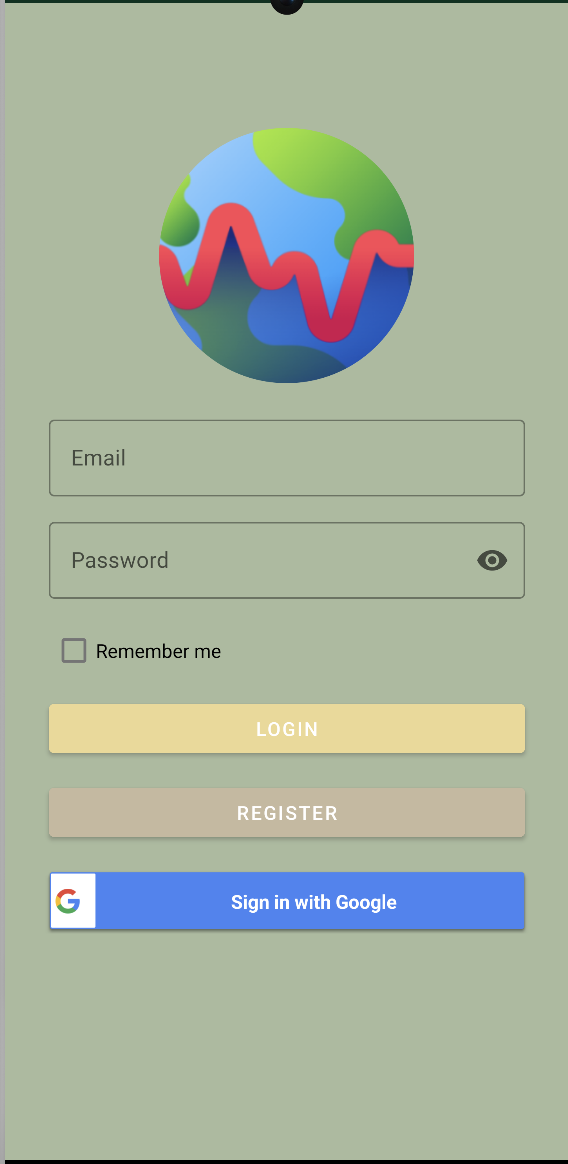 Email
Password
Remember me
LOGIN
REGISTER
Sign in with Google